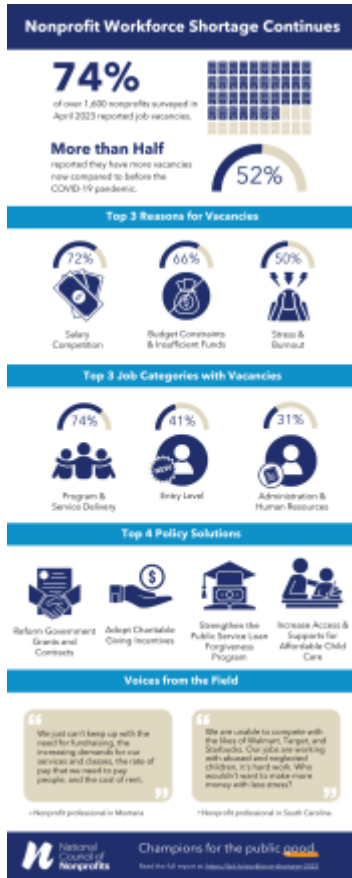 Nonprofit Workforce Shortage Continues
74%
of over 1,600 nonprofits surveyed in
April 2023 reported job vacancies.
More than Half
reported they have more vacancies
now compared to before the
COVID-19 pandemic.
52%
Top 3 Reasons for Vacancies
72%
66%
50%
Salary
Competition
Budget Constraints
& Insufficient Funds
Stress &
Burnout
Top 3 Job Categories with Vacancies
74%
41%
31%
NEW
Program &
Service Delivery
Entry Level
Administration &
Human Resources
Top 4 Policy Solutions
Reform Government
Grants and
Contracts
Adopt Charitable
Giving Incentives
Strengthen the
Public Service Loan
Forgiveness
Program
Increase Access &
Supports for
Affordable Child
Care
Voices from the Field
We just can't keep up with the
need for fundraising, the
increasing demands for our
services and classes, the rate of
pay that we need to pay
people, and the cost of rent.
- Nonprofit professional in Montana
We are unable to compete with
the likes of Walmart, Target, and
Starbucks. Our jobs are working
with abused and neglected
children, it's hard work. Who
wouldn't want to make more
money with less stress?
- Nonprofit professional in South Carolina
National
Council of
Nonprofits
Champions for the public good.
Read the full report at